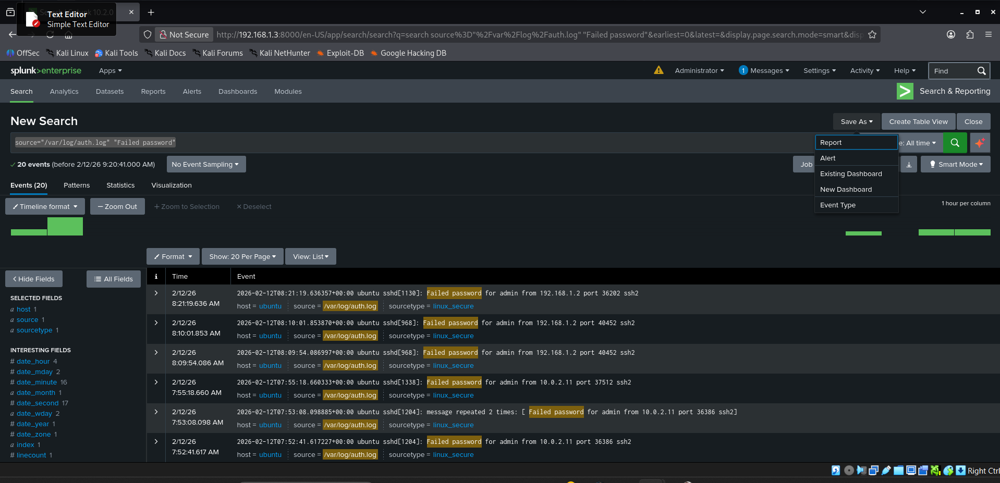 Text Editor
Simple Text Editor
Not Secure
http://192.168.1.3:8000/en-US/app/search/search?q=search source%3D"%2Fvar%2Flog%2Fauth.log" "Failed password"&earliest=0&latest=&display.page.search.mode=smart&disp
OffSec Kali Linux Kali Tools Kali Docs Kali Forums Kali NetHunter Exploit-DB Google Hacking DB
splunk>enterprise Apps Administrator 1 Messages Settings Activity Help Find
Search Analytics Datasets Reports Alerts Dashboards Modules > Search & Reporting
New Search Save As Create Table View Close
source="/var/log/auth.log" "Failed password" e: All time
Report
Alert
Existing Dashboard
New Dashboard
Event Type
20 events (before 2/12/26 9:20:41.000 AM) No Event Sampling Job Smart Mode
Events (20) Patterns Statistics Visualization
Timeline format — Zoom Out + Zoom to Selection × Deselect 1 hour per column
Format Show: 20 Per Page View: List
< Hide Fields All Fields
SELECTED FIELDS
a host 1
a source 1
a sourcetype 1
INTERESTING FIELDS
# date_hour 4
# date_mday 2
# date_minute 16
a date_month 1
# date_second 17
a date_wday 2
# date_year 1
# date_zone 1
a index 1
# linecount 1
i Time Event
2/12/26
8:21:19.636 AM
2026-02-12T08:21:19.636357+00:00 ubuntu sshd[1130]: Failed password for admin from 192.168.1.2 port 36202 ssh2
host = ubuntu source = /var/log/auth.log sourcetype = linux_secure
2/12/26
8:10:01.853 AM
2026-02-12T08:10:01.853870+00:00 ubuntu sshd[968]: Failed password for admin from 192.168.1.2 port 40452 ssh2
host = ubuntu source = /var/log/auth.log sourcetype = linux_secure
2/12/26
8:09:54.086 AM
2026-02-12T08:09:54.086997+00:00 ubuntu sshd[968]: Failed password for admin from 192.168.1.2 port 40452 ssh2
host = ubuntu source = /var/log/auth.log sourcetype = linux_secure
2/12/26
7:55:18.660 AM
2026-02-12T07:55:18.660333+00:00 ubuntu sshd[1338]: Failed password for admin from 10.0.2.11 port 37512 ssh2
host = ubuntu source = /var/log/auth.log sourcetype = linux_secure
2/12/26
7:53:08.098 AM
2026-02-12T07:53:08.098885+00:00 ubuntu sshd[1204]: message repeated 2 times: [ Failed password for admin from 10.0.2.11 port 36386 ssh2]
host = ubuntu source = /var/log/auth.log sourcetype = linux_secure
2/12/26
7:52:41.617 AM
2026-02-12T07:52:41.617227+00:00 ubuntu sshd[1204]: Failed password for admin from 10.0.2.11 port 36386 ssh2
host = ubuntu source = /var/log/auth.log sourcetype = linux_secure
Right Ctrl